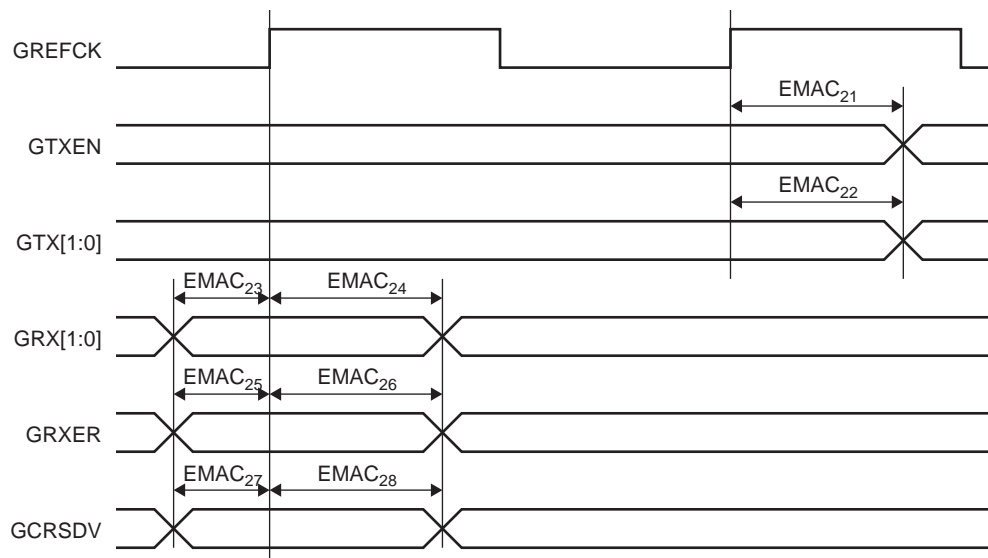 GREFCK
EMAC21
GTXEN
EMAC22
GTX[1:0]
EMAC23 EMAC24
GRX[1:0]
EMAC25 EMAC26
GRXER
EMAC27 EMAC28
GCRSDV